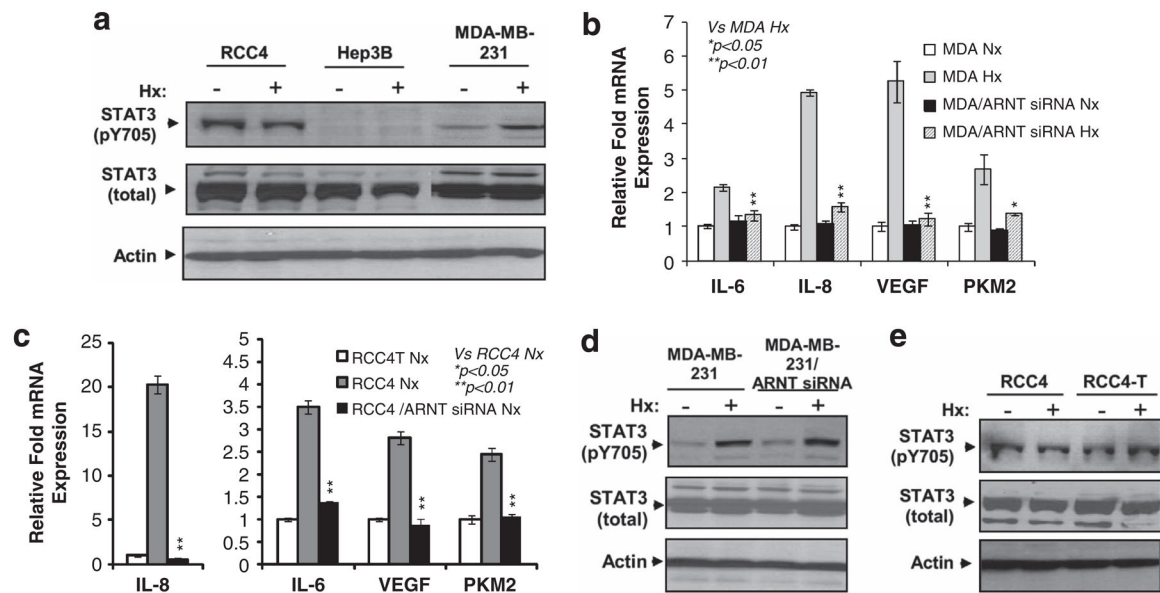 a
RCC4 Hep3B MDA-MB-
231
Hx: - + - + - +
STAT3
(pY705)
STAT3
(total)
Actin
b
Relative Fold mRNA
Expression
7
6
5
4
3
2
1
0
Vs MDA Hx
*p<0.05
**p<0.01
MDA Nx
MDA Hx
MDA/ARNT siRNA Nx
MDA/ARNT siRNA Hx
** ** ** *
IL-6 IL-8 VEGF PKM2
c
Relative Fold mRNA
Expression
25
20
15
10
5
0
**
IL-8
5
4.5
4
3.5
3
2.5
2
1.5
1
0.5
0
RCC4T Nx
RCC4 Nx
RCC4 /ARNT siRNA Nx
Vs RCC4 Nx
*p<0.05
**p<0.01
** ** **
IL-6 VEGF PKM2
d
MDA-MB-
231
MDA-MB-
231/
ARNT siRNA
Hx: - + - +
STAT3
(pY705)
STAT3
(total)
Actin
e
RCC4 RCC4-T
Hx: - + - +
STAT3
(pY705)
STAT3
(total)
Actin